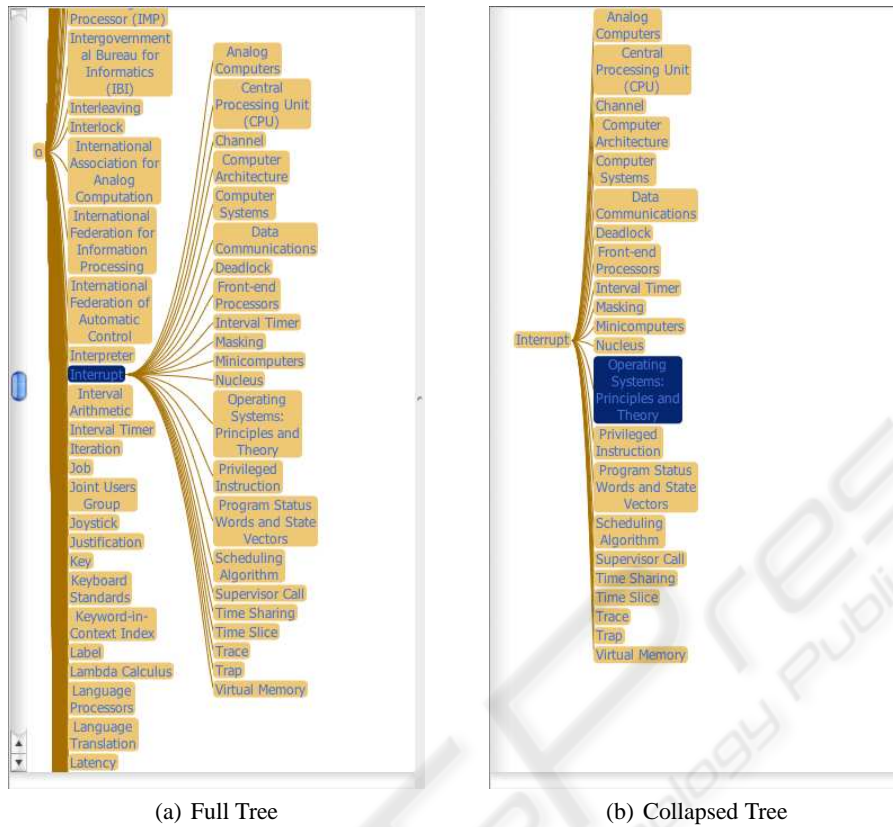 Processor (IMP)
Intergovernment
al Bureau for
Informatics
(IBI)
Interleaving
Interlock
o
International
Association for
Analog
Computation
International
Federation for
Information
Processing
International
Federation of
Automatic
Control
Interpreter
Interrupt
Interval
Arithmetic
Interval Timer
Iteration
Job
Joint Users
Group
Joystick
Justification
Key
Keyboard
Standards
Keyword-in-
Context Index
Label
Lambda Calculus
Language
Processors
Language
Translation
Latency
Analog
Computers
Central
Processing Unit
(CPU)
Channel
Computer
Architecture
Computer
Systems
Data
Communications
Deadlock
Front-end
Processors
Interval Timer
Masking
Minicomputers
Nucleus
Operating
Systems:
Principles and
Theory
Privileged
Instruction
Program Status
Words and State
Vectors
Scheduling
Algorithm
Supervisor Call
Time Sharing
Time Slice
Trace
Trap
Virtual Memory
(a) Full Tree
Interrupt
Analog
Computers
Central
Processing Unit
(CPU)
Channel
Computer
Architecture
Computer
Systems
Data
Communications
Deadlock
Front-end
Processors
Interval Timer
Masking
Minicomputers
Nucleus
Operating
Systems:
Principles and
Theory
Privileged
Instruction
Program Status
Words and State
Vectors
Scheduling
Algorithm
Supervisor Call
Time Sharing
Time Slice
Trace
Trap
Virtual Memory
(b) Collapsed Tree